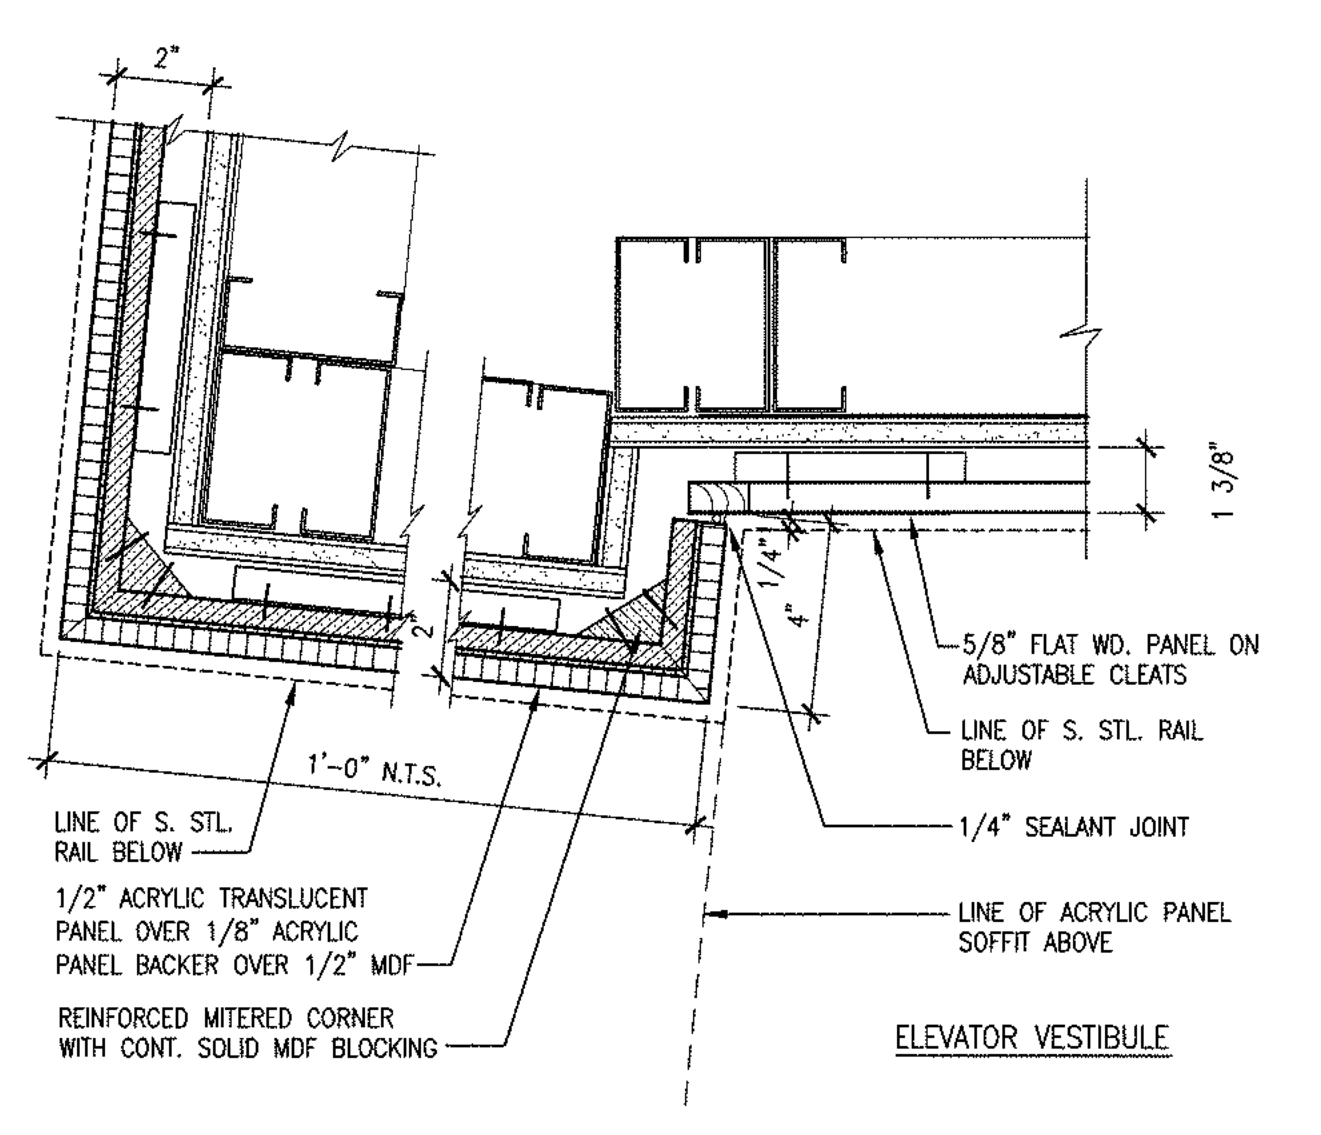 2"
1 3/8"
1/4"
4"
2"
5/8" FLAT WD. PANEL ON
ADJUSTABLE CLEATS
LINE OF S. STL. RAIL
BELOW
1'-0" N.T.S.
LINE OF S. STL.
RAIL BELOW
1/4" SEALANT JOINT
1/2" ACRYLIC TRANSLUCENT
PANEL OVER 1/8" ACRYLIC
PANEL BACKER OVER 1/2" MDF
LINE OF ACRYLIC PANEL
SOFFIT ABOVE
REINFORCED MITERED CORNER
WITH CONT. SOLID MDF BLOCKING
ELEVATOR VESTIBULE